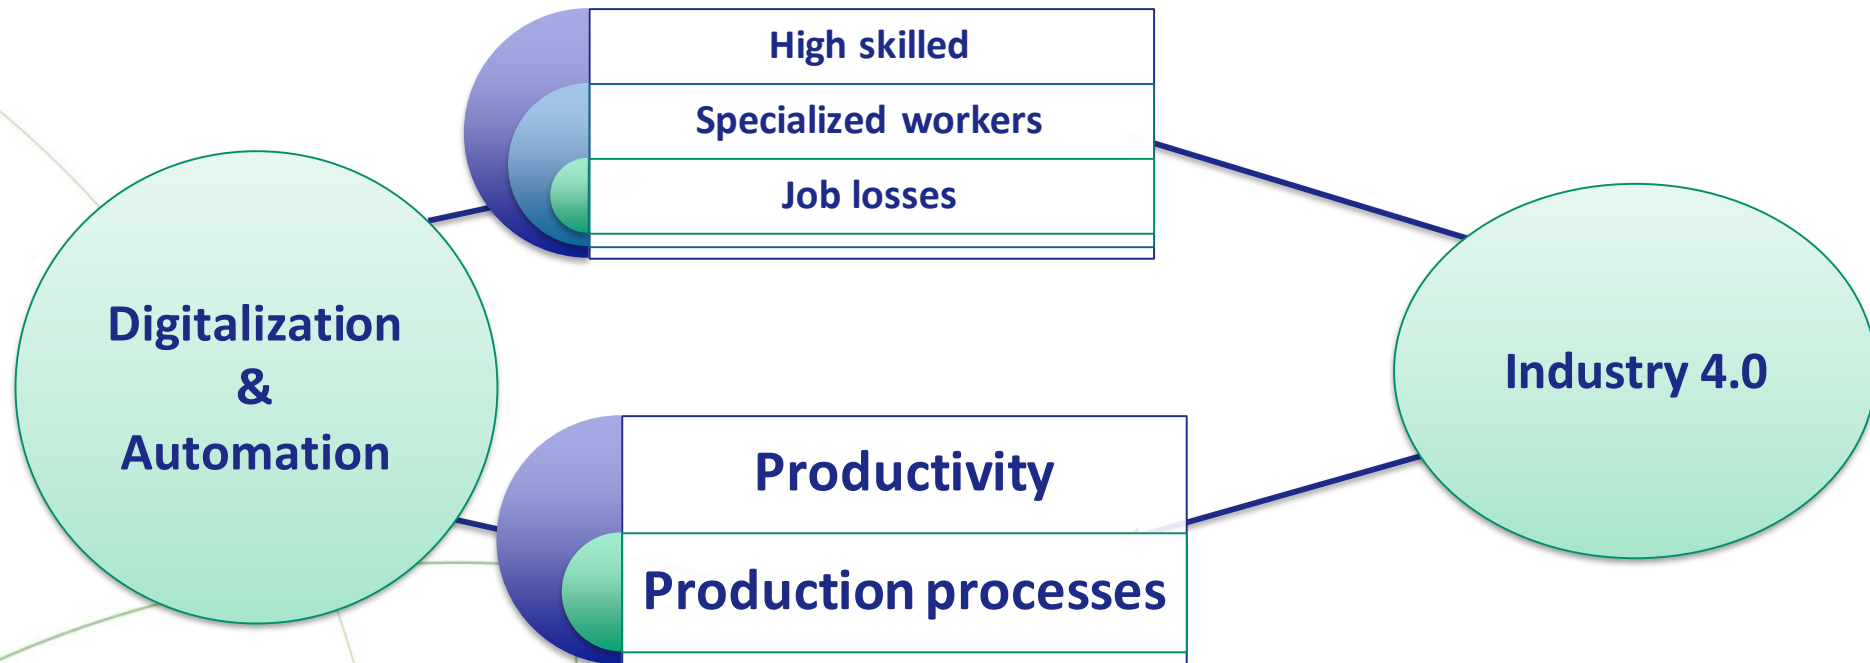 High skilled
Specialized workers
Job losses
Digitalization
&
Automation
Industry 4.0
Productivity
Production processes